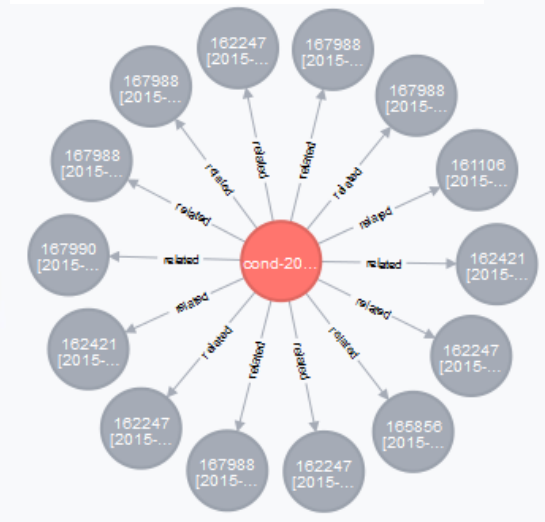 162247
[2015-...
167988
[2015-...
167988
[2015-...
167988
[2015-...
related
related
related
related
167988
[2015-...
161106
[2015-...
related
related
167990
[2015-...
related
cond-20...
related
162421
[2015-...
related
related
162421
[2015-...
162247
[2015-...
related
related
related
related
162247
[2015-...
165856
[2015-...
167988
[2015-...
162247
[2015-...